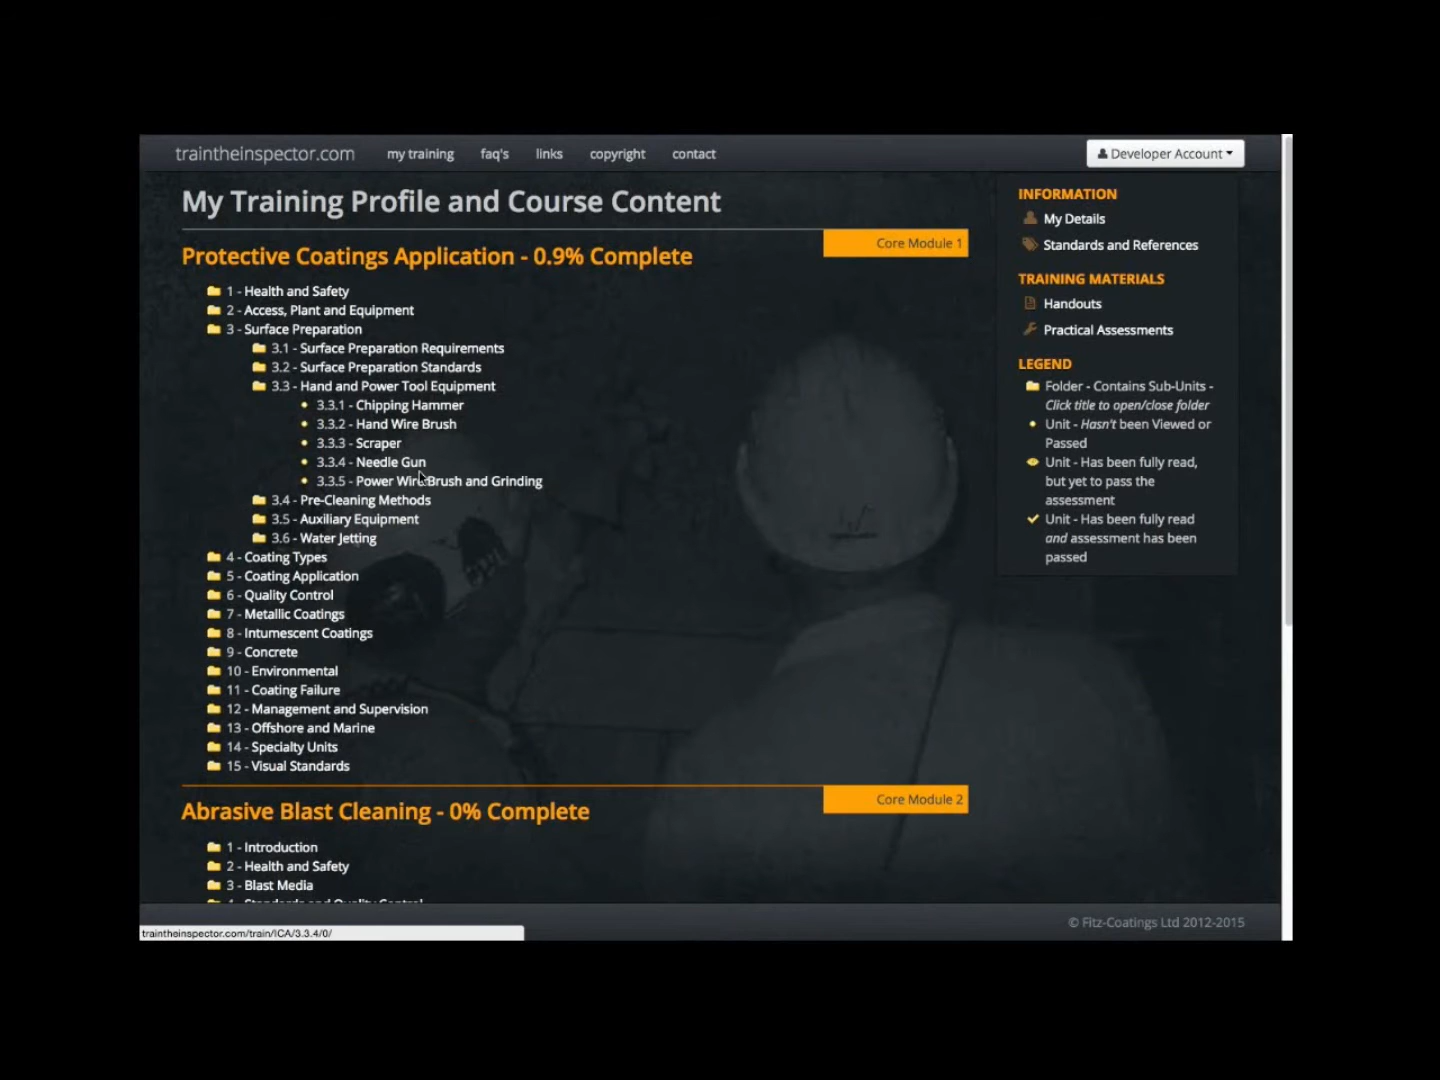 traintheinspector.com my training faq's links copyright contact Developer Account
My Training Profile and Course Content
Core Module 1
Protective Coatings Application - 0.9% Complete
1 - Health and Safety
2 - Access, Plant and Equipment
3 - Surface Preparation
3.1 - Surface Preparation Requirements
3.2 - Surface Preparation Standards
3.3 - Hand and Power Tool Equipment
3.3.1 - Chipping Hammer
3.3.2 - Hand Wire Brush
3.3.3 - Scraper
3.3.4 - Needle Gun
3.3.5 - Power Wire Brush and Grinding
3.4 - Pre-Cleaning Methods
3.5 - Auxiliary Equipment
3.6 - Water Jetting
4 - Coating Types
5 - Coating Application
6 - Quality Control
7 - Metallic Coatings
8 - Intumescent Coatings
9 - Concrete
10 - Environmental
11 - Coating Failure
12 - Management and Supervision
13 - Offshore and Marine
14 - Specialty Units
15 - Visual Standards
Core Module 2
Abrasive Blast Cleaning - 0% Complete
1 - Introduction
2 - Health and Safety
3 - Blast Media
4 - Standards and Quality Control
INFORMATION
My Details
Standards and References
TRAINING MATERIALS
Handouts
Practical Assessments
LEGEND
Folder - Contains Sub-Units -
Click title to open/close folder
Unit - Hasn't been Viewed or
Passed
Unit - Has been fully read,
but yet to pass the
assessment
Unit - Has been fully read
and assessment has been
passed
© Fitz-Coatings Ltd 2012-2015
traintheinspector.com/train/ICA/3.3.4/0/